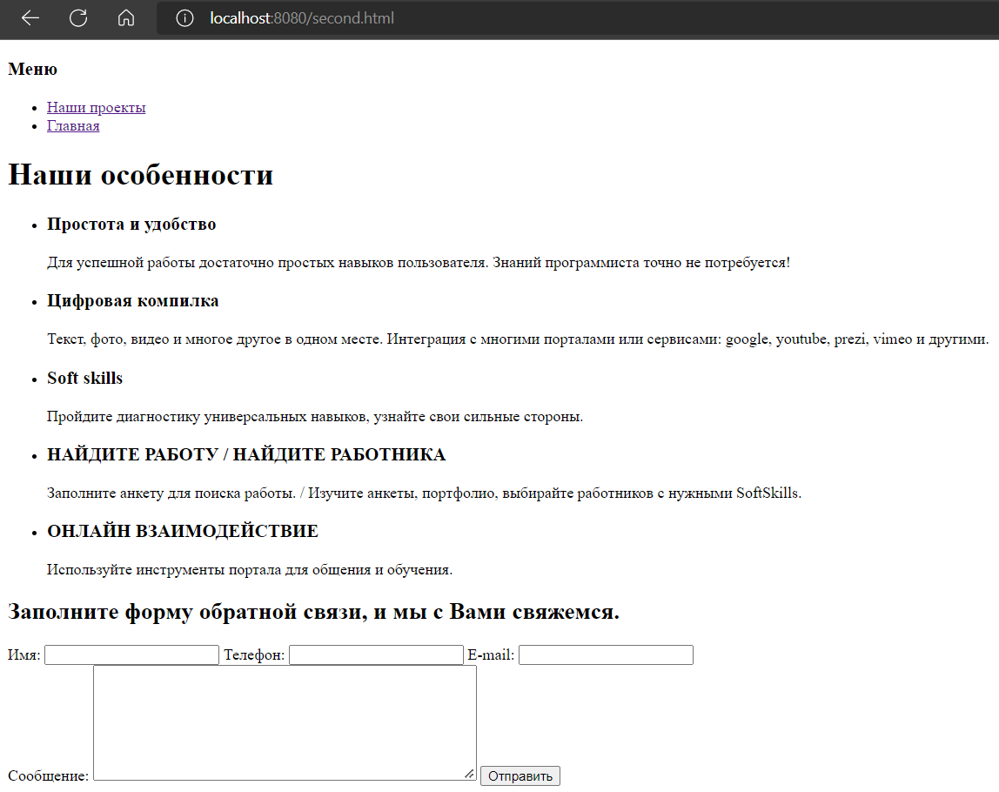 localhost:8080/second.html
Меню
Наши проекты
Главная
Наши особенности
Простота и удобство
Для успешной работы достаточно простых навыков пользователя. Знаний программиста точно не потребуется!
Цифровая компилка
Текст, фото, видео и многое другое в одном месте. Интеграция с многими порталами или сервисами: google, youtube, prezi, vimeo и другими.
Soft skills
Пройдите диагностику универсальных навыков, узнайте свои сильные стороны.
НАЙДИТЕ РАБОТУ / НАЙДИТЕ РАБОТНИКА
Заполните анкету для поиска работы. / Изучите анкеты, портфолио, выбирайте работников с нужными SoftSkills.
ОНЛАЙН ВЗАИМОДЕЙСТВИЕ
Используйте инструменты портала для общения и обучения.
Заполните форму обратной связи, и мы с Вами свяжемся.
Имя: Телефон: E-mail:
Сообщение: Отправить